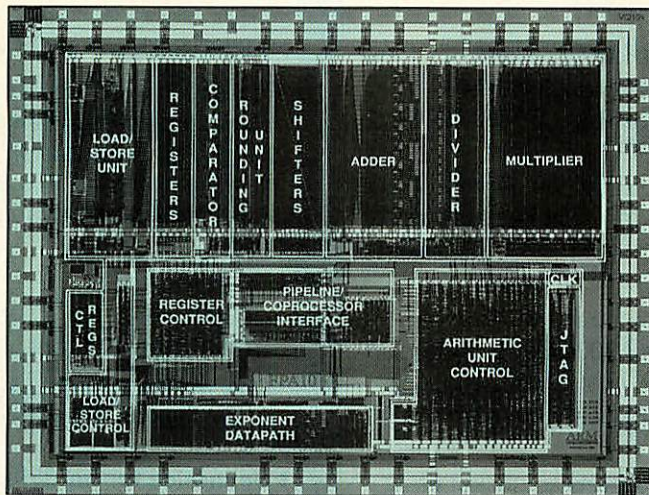 LOAD/
STORE
UNIT
REGISTERS
COMPARATOR
ROUNDING
UNIT
SHIFTERS
ADDER
DIVIDER
MULTIPLIER
CTL
REGS
REGISTER
CONTROL
PIPELINE/
COPROCESSOR
INTERFACE
ARITHMETIC
UNIT
CONTROL
CLK
JTAG
LOAD/
STORE
CONTROL
EXPONENT
DATAPATH
FPA10
ARM